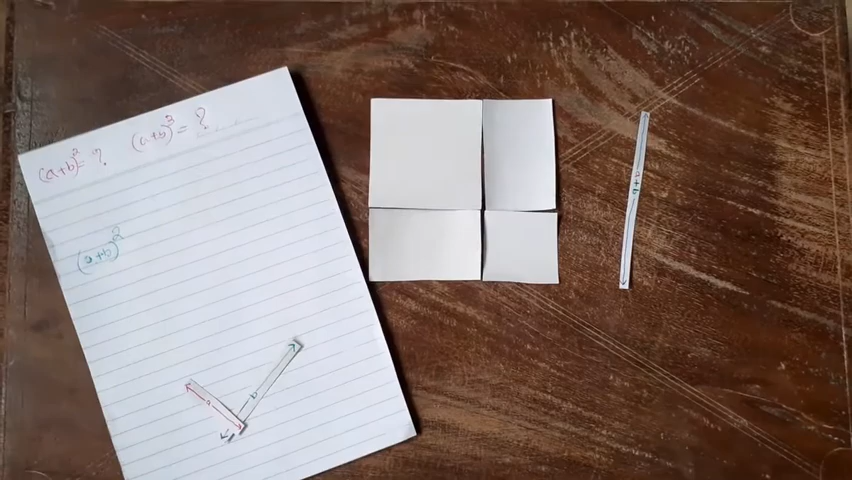 (a+b)²= ?   (a+b)³= ?
(a+b)²
a
b
a+b